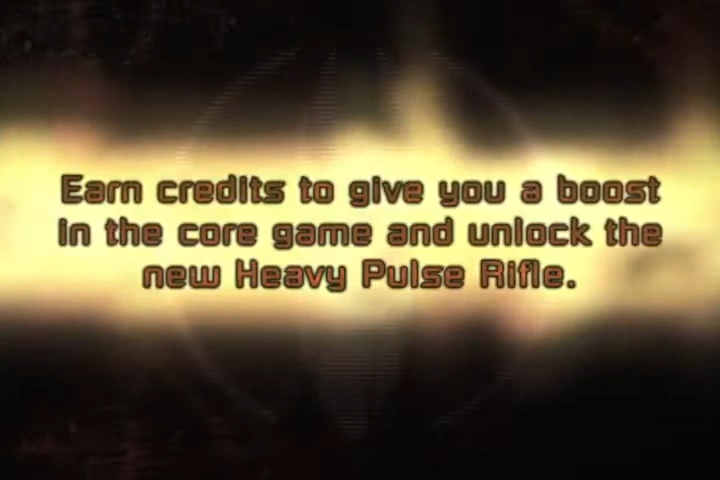 Earn credits to give you a boost
in the core game and unlock the
new Heavy Pulse Rifle.